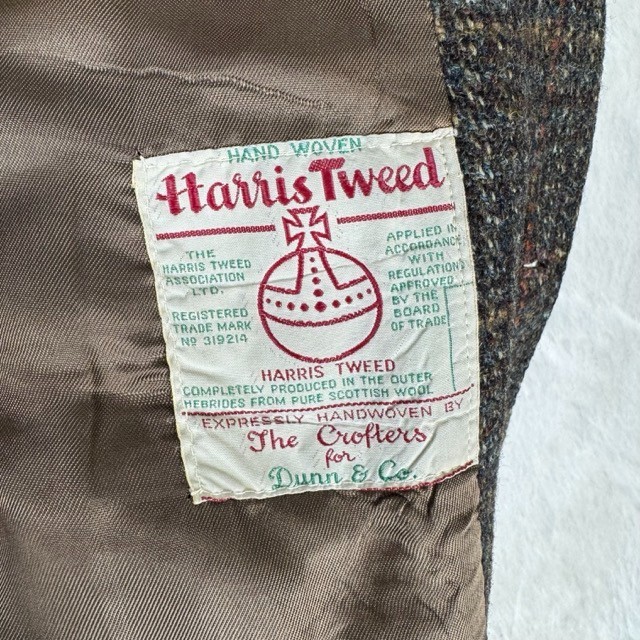 HAND WOVEN
Harris Tweed
THE
HARRIS TWEED
ASSOCIATION
LTD.
REGISTERED
TRADE MARK
No 319214
APPLIED IN
ACCORDANCE
WITH
REGULATIONS
APPROVED
BY THE
BOARD
OF TRADE
HARRIS TWEED
COMPLETELY PRODUCED IN THE OUTER
HEBRIDES FROM PURE SCOTTISH WOOL
EXPRESSLY HANDWOVEN BY
The Crofters
for
Dunn & Co.